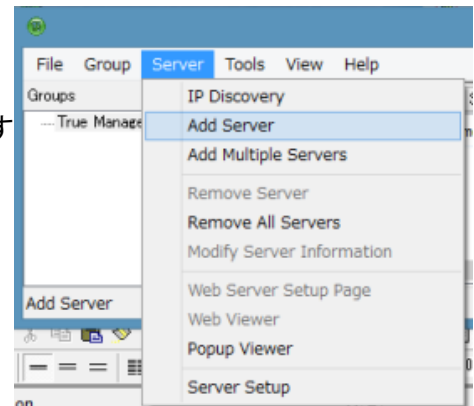 File Group Server Tools View Help
Groups
True Manage
す
IP Discovery
Add Server
Add Multiple Servers
Remove Server
Remove All Servers
Modify Server Information
Web Server Setup Page
Web Viewer
Popup Viewer
Server Setup
Add Server